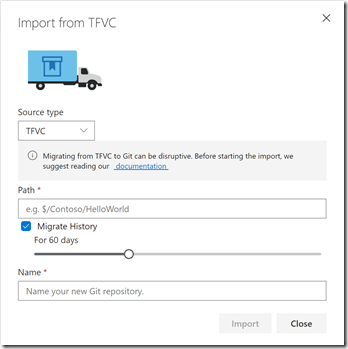 Import from TFVC
Source type
TFVC
Migrating from TFVC to Git can be disruptive. Before starting the import, we
suggest reading our documentation
Path *
e.g. $/Contoso/HelloWorld
Migrate History
For 60 days
Name *
Name your new Git repository.
Import Close